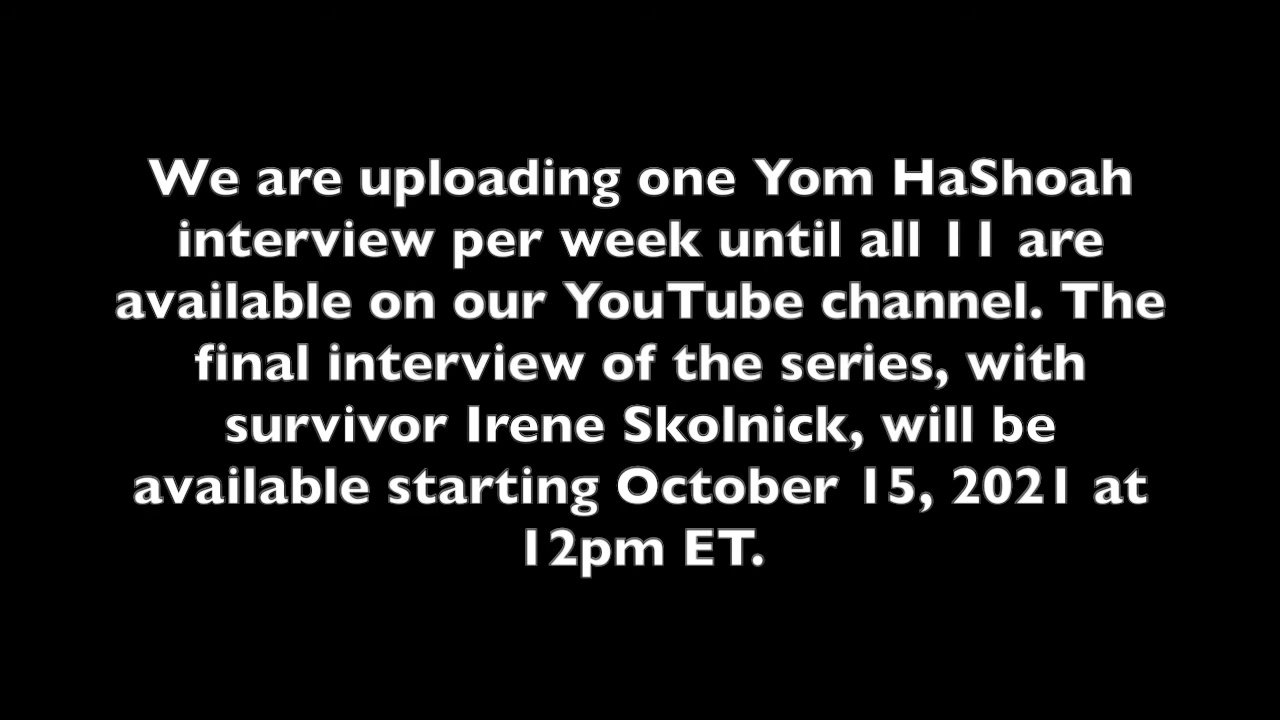 We are uploading one Yom HaShoah
interview per week until all 11 are
available on our YouTube channel. The
final interview of the series, with
survivor Irene Skolnick, will be
available starting October 15, 2021 at
12pm ET.